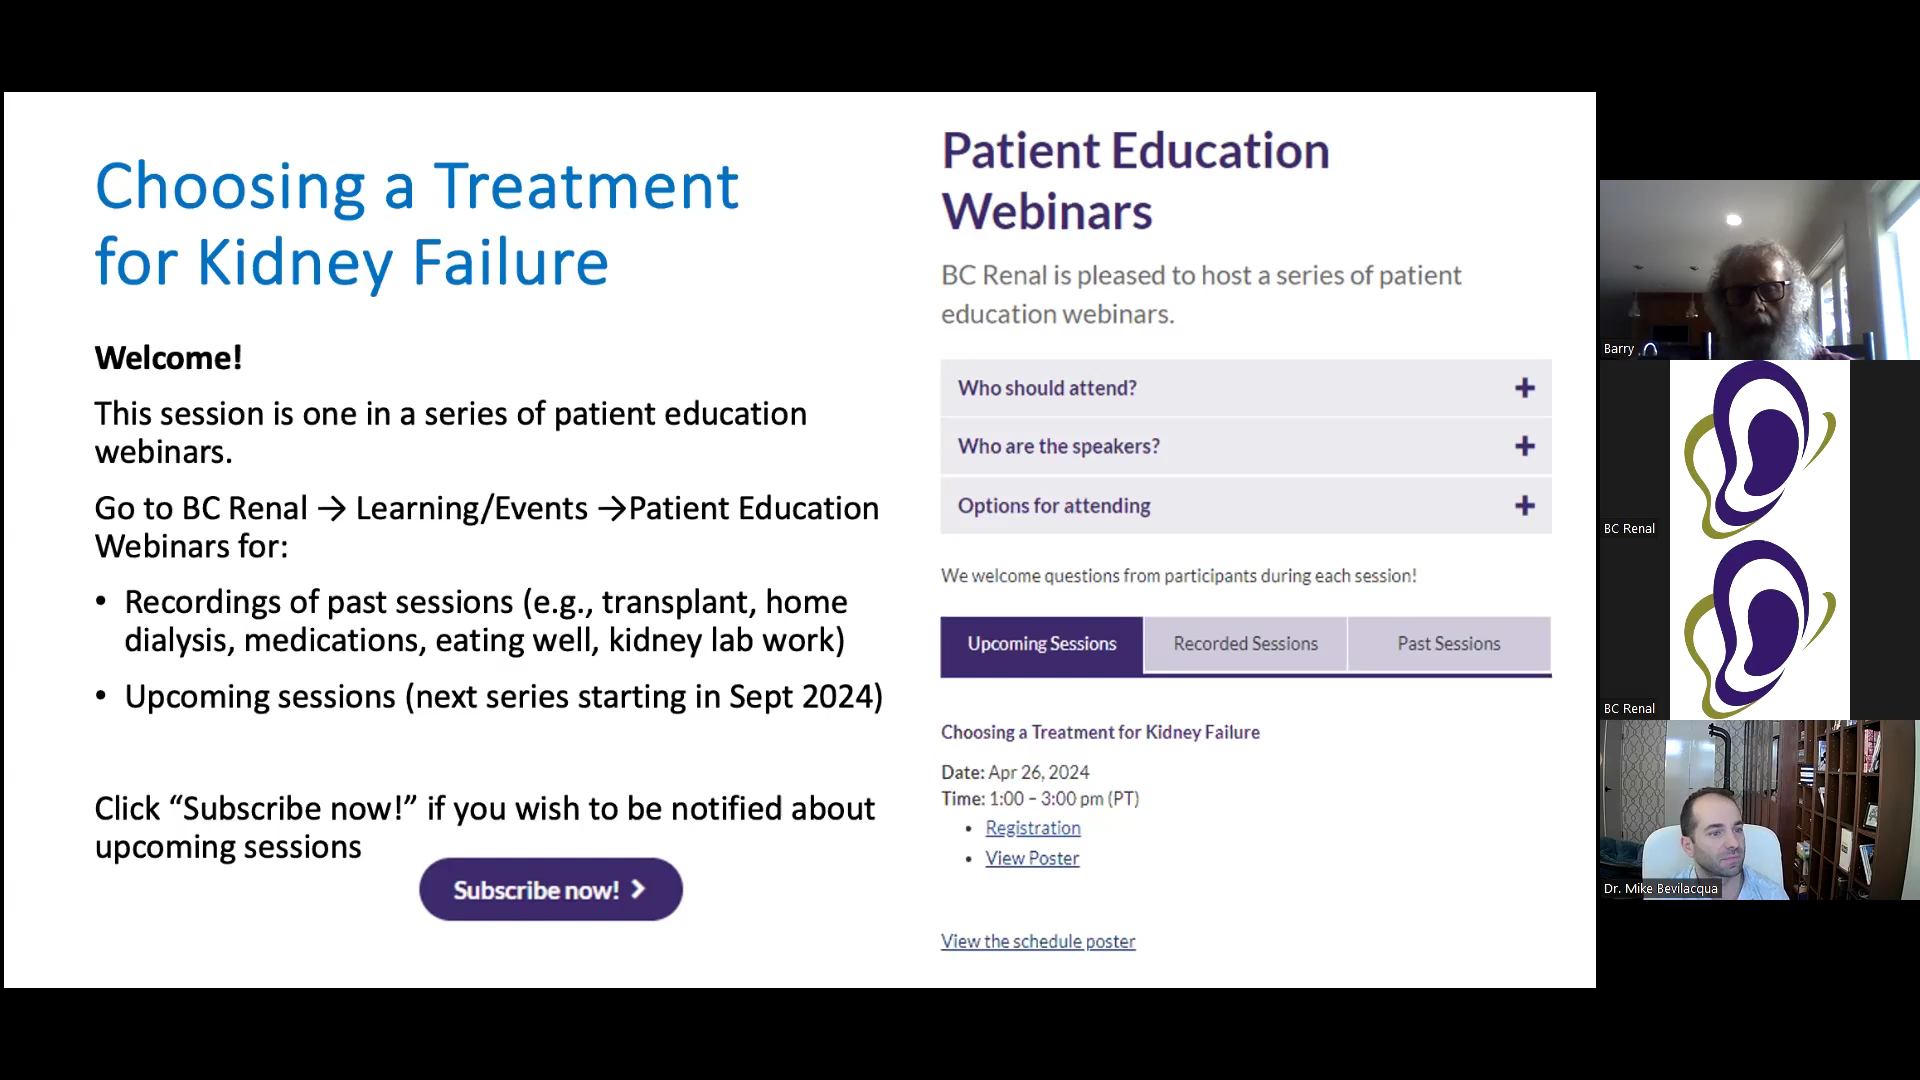 Choosing a Treatment
for Kidney Failure
Welcome!
This session is one in a series of patient education
webinars.
Go to BC Renal → Learning/Events →Patient Education
Webinars for:
• Recordings of past sessions (e.g., transplant, home
dialysis, medications, eating well, kidney lab work)
• Upcoming sessions (next series starting in Sept 2024)
Click “Subscribe now!” if you wish to be notified about
upcoming sessions
Subscribe now!
Patient Education
Webinars
BC Renal is pleased to host a series of patient
education webinars.
Who should attend?
Who are the speakers?
Options for attending
We welcome questions from participants during each session!
Upcoming Sessions
Recorded Sessions
Past Sessions
Choosing a Treatment for Kidney Failure
Date: Apr 26, 2024
Time: 1:00 – 3:00 pm (PT)
• Registration
• View Poster
View the schedule poster
Barry
BC Renal
BC Renal
Dr. Mike Bevilacqua